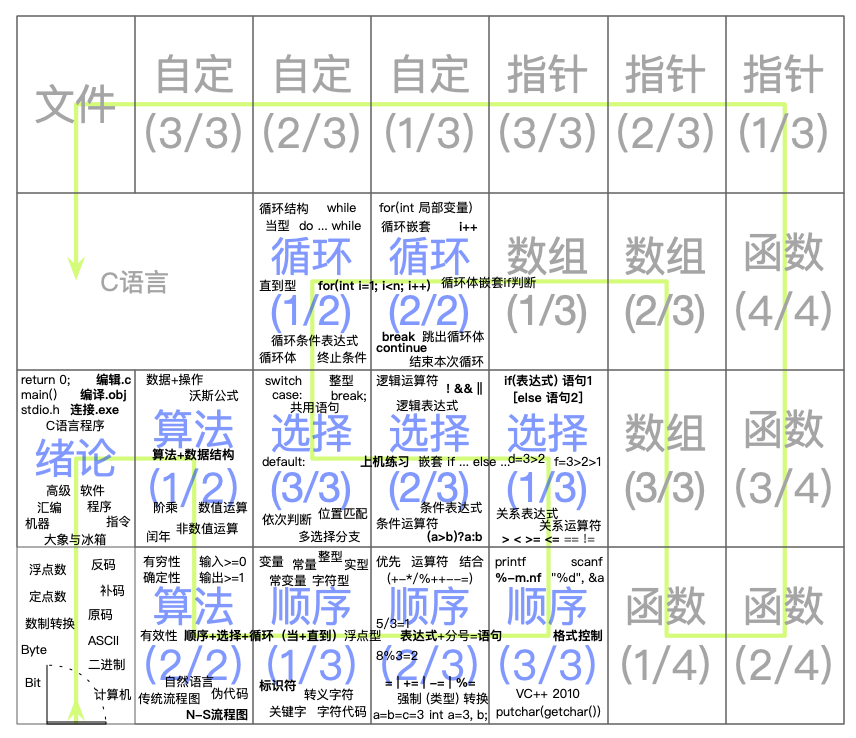 文件
自定
(3/3)
自定
(2/3)
自定
(1/3)
指针
(3/3)
指针
(2/3)
指针
(1/3)
C语言
循环结构 while
当型 do ... while
循环
直到型 for(int i=1; i<n; i++)
(1/2)
循环条件表达式
循环体 终止条件
for(int 局部变量)
循环嵌套 i++
循环
循环体嵌套if判断
(2/2)
break 跳出循环体
continue
结束本次循环
数组
(1/3)
数组
(2/3)
函数
(4/4)
return 0; 编辑.c
main() 编译.obj
stdio.h 连接.exe
C语言程序
绪论
高级 软件
汇编 程序
机器 指令
大象与冰箱
数据+操作
沃斯公式
算法
算法+数据结构
(1/2)
阶乘 数值运算
闰年 非数值运算
switch 整型
case: break;
共用语句
选择
default:
(3/3)
依次判断 位置匹配
多选择分支
逻辑运算符 ! && ||
逻辑表达式
选择
上机练习 嵌套 if ... else ...
(2/3)
条件表达式
条件运算符
(a>b)?a:b
if(表达式) 语句1
[else 语句2]
选择
d=3>2 f=3>2>1
(1/3)
关系表达式
关系运算符
> < >= <= == !=
数组
(3/3)
函数
(3/4)
浮点数 反码
定点数 补码
数制转换 原码
Byte ASCII
二进制
Bit 计算机
有穷性 输入>=0
确定性 输出>=1
算法
有效性 顺序+选择+循环（当+直到）
(2/2)
自然语言
传统流程图 伪代码
N-S流程图
变量 常量 整型 实型
常变量 字符型
顺序
浮点型
(1/3)
标识符 转义字符
关键字 字符代码
优先 运算符 结合
(+-*/%++--=)
顺序
5/3=1
表达式+分号=语句
8%3=2
(2/3)
= | += | -= | %=
强制 (类型) 转换
a=b=c=3 int a=3, b;
printf scanf
%-m.nf "%d", &a
顺序
格式控制
(3/3)
VC++ 2010
putchar(getchar())
函数
(1/4)
函数
(2/4)